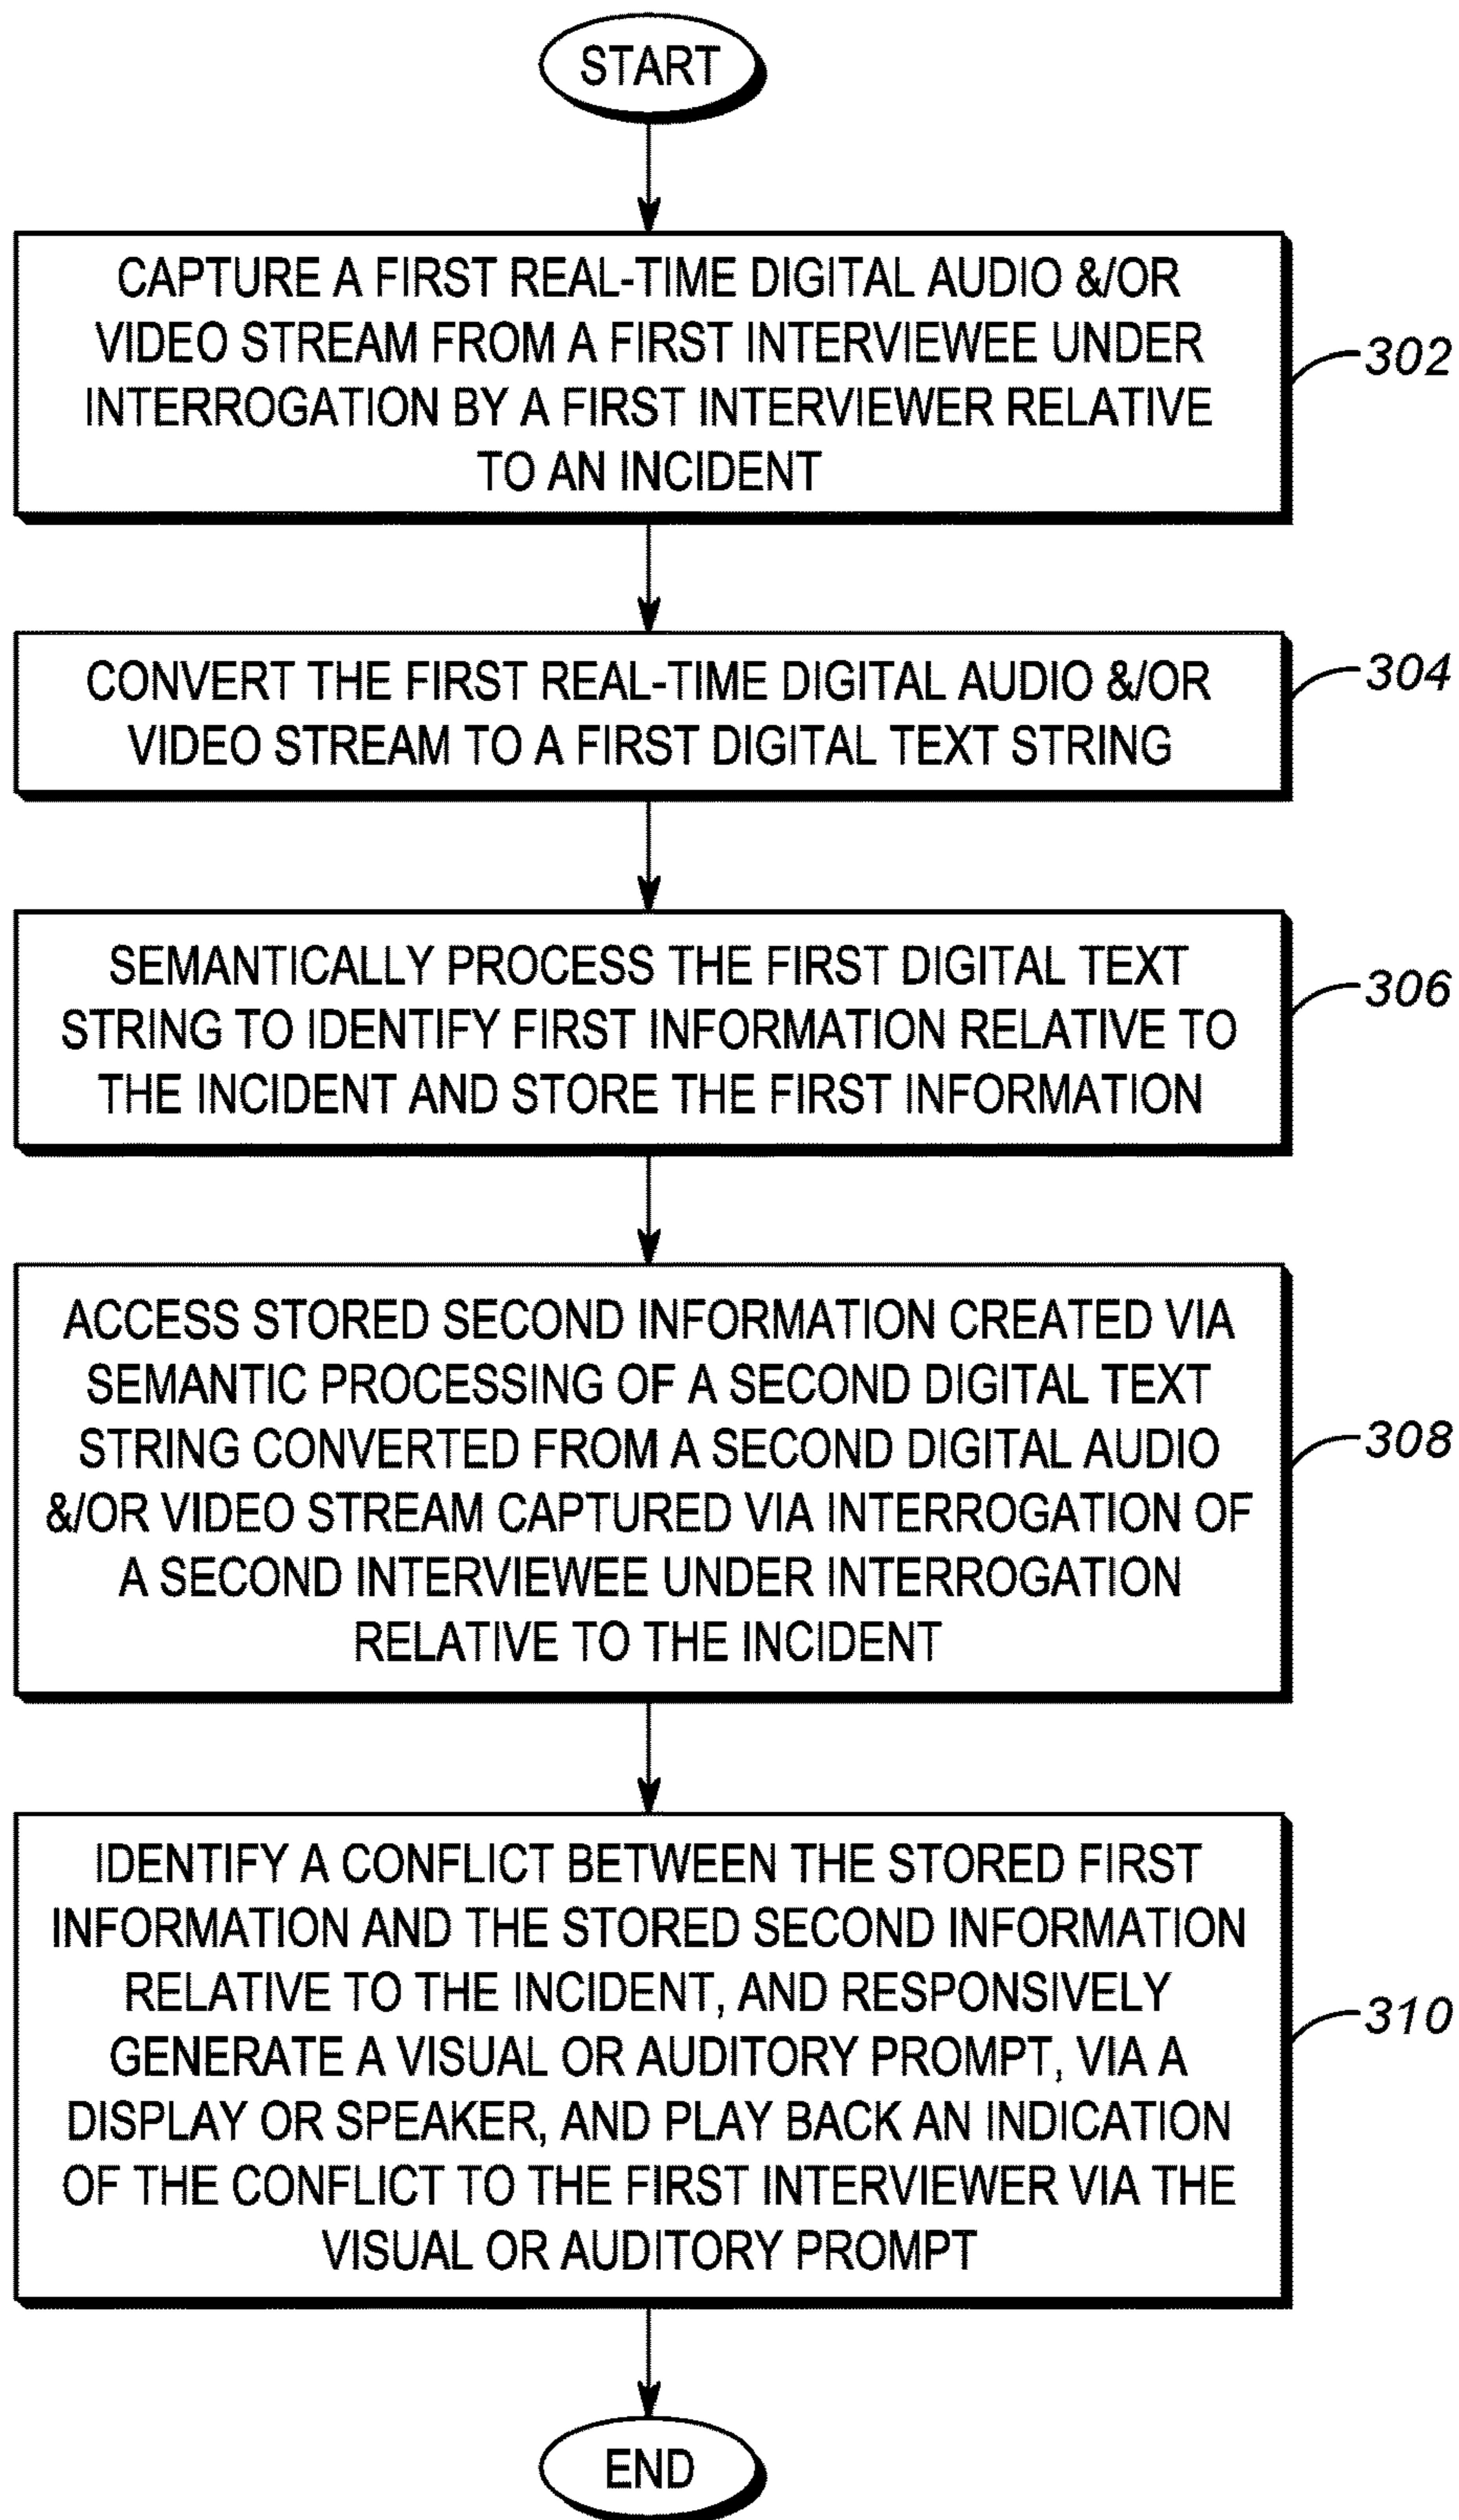 START
CAPTURE A FIRST REAL-TIME DIGITAL AUDIO &/OR
VIDEO STREAM FROM A FIRST INTERVIEWEE UNDER
INTERROGATION BY A FIRST INTERVIEWER RELATIVE
TO AN INCIDENT
302
CONVERT THE FIRST REAL-TIME DIGITAL AUDIO &/OR
VIDEO STREAM TO A FIRST DIGITAL TEXT STRING
304
SEMANTICALLY PROCESS THE FIRST DIGITAL TEXT
STRING TO IDENTIFY FIRST INFORMATION RELATIVE TO
THE INCIDENT AND STORE THE FIRST INFORMATION
306
ACCESS STORED SECOND INFORMATION CREATED VIA
SEMANTIC PROCESSING OF A SECOND DIGITAL TEXT
STRING CONVERTED FROM A SECOND DIGITAL AUDIO
&/OR VIDEO STREAM CAPTURED VIA INTERROGATION OF
A SECOND INTERVIEWEE UNDER INTERROGATION
RELATIVE TO THE INCIDENT
308
IDENTIFY A CONFLICT BETWEEN THE STORED FIRST
INFORMATION AND THE STORED SECOND INFORMATION
RELATIVE TO THE INCIDENT, AND RESPONSIVELY
GENERATE A VISUAL OR AUDITORY PROMPT, VIA A
DISPLAY OR SPEAKER, AND PLAY BACK AN INDICATION
OF THE CONFLICT TO THE FIRST INTERVIEWER VIA THE
VISUAL OR AUDITORY PROMPT
310
END